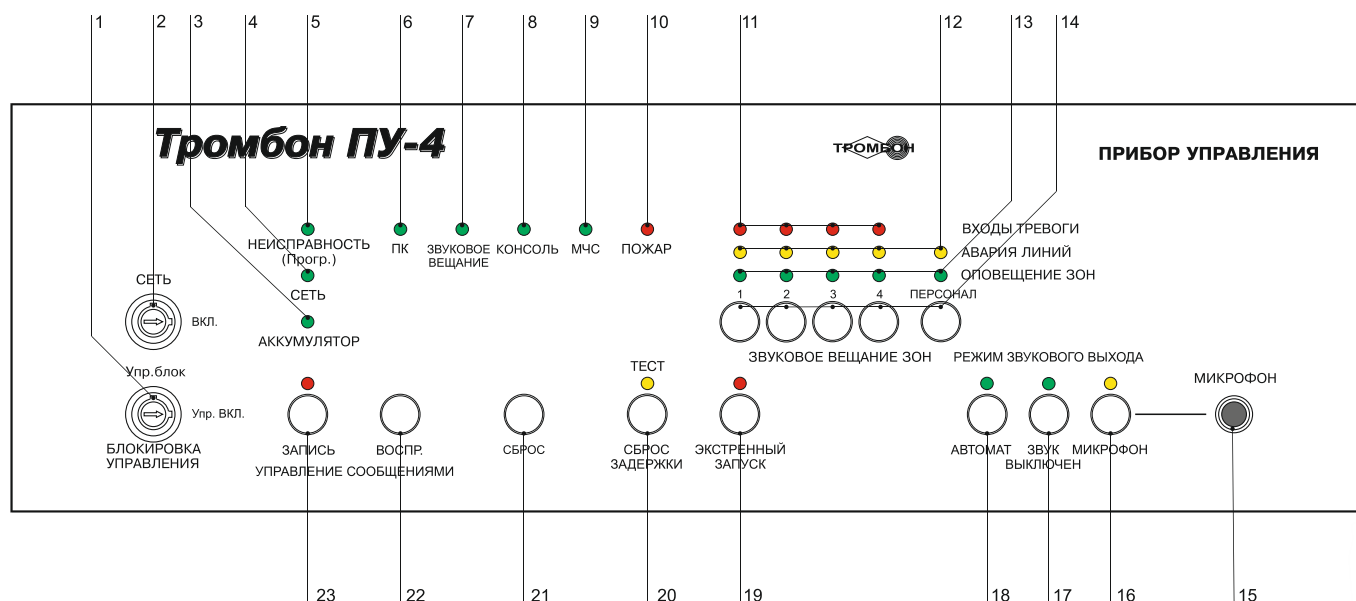 1 2 3 4 5 6 7 8 9 10 11 12 13 14
Тромбон ПУ-4
ТРОМБОН
ПРИБОР УПРАВЛЕНИЯ
НЕИСПРАВНОСТЬ
(Прогр.)
ПК
ЗВУКОВОЕ
ВЕЩАНИЕ
КОНСОЛЬ
МЧС
ПОЖАР
ВХОДЫ ТРЕВОГИ
АВАРИЯ ЛИНИЙ
ОПОВЕЩЕНИЕ ЗОН
СЕТЬ
СЕТЬ
1 2 3 4 ПЕРСОНАЛ
ВКЛ.
АККУМУЛЯТОР
ЗВУКОВОЕ ВЕЩАНИЕ ЗОН
РЕЖИМ ЗВУКОВОГО ВЫХОДА
Упр.блок
ТЕСТ
МИКРОФОН
Упр. ВКЛ.
БЛОКИРОВКА
УПРАВЛЕНИЯ
ЗАПИСЬ
ВОСПР.
УПРАВЛЕНИЕ СООБЩЕНИЯМИ
СБРОС
СБРОС
ЗАДЕРЖКИ
ЭКСТРЕННЫЙ
ЗАПУСК
АВТОМАТ
ЗВУК
ВЫКЛЮЧЕН
МИКРОФОН
23 22 21 20 19 18 17 16 15